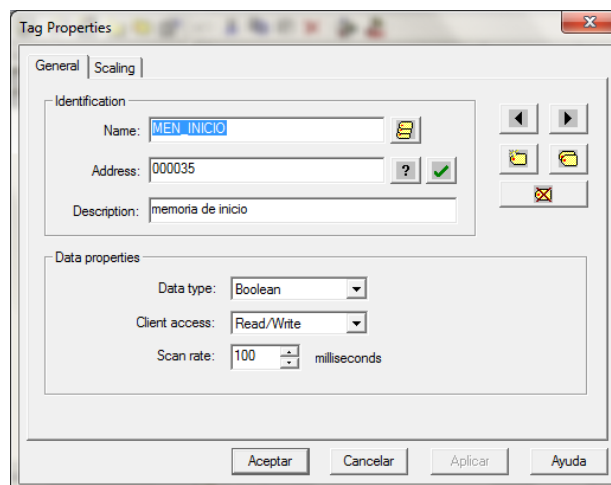 Tag Properties
General
Scaling
Identification
Name: MEN_INICIO
Address: 000035
?
Description: memoria de inicio
Data properties
Data type: Boolean
Client access: Read/Write
Scan rate: 100 milliseconds
Aceptar
Cancelar
Aplicar
Ayuda